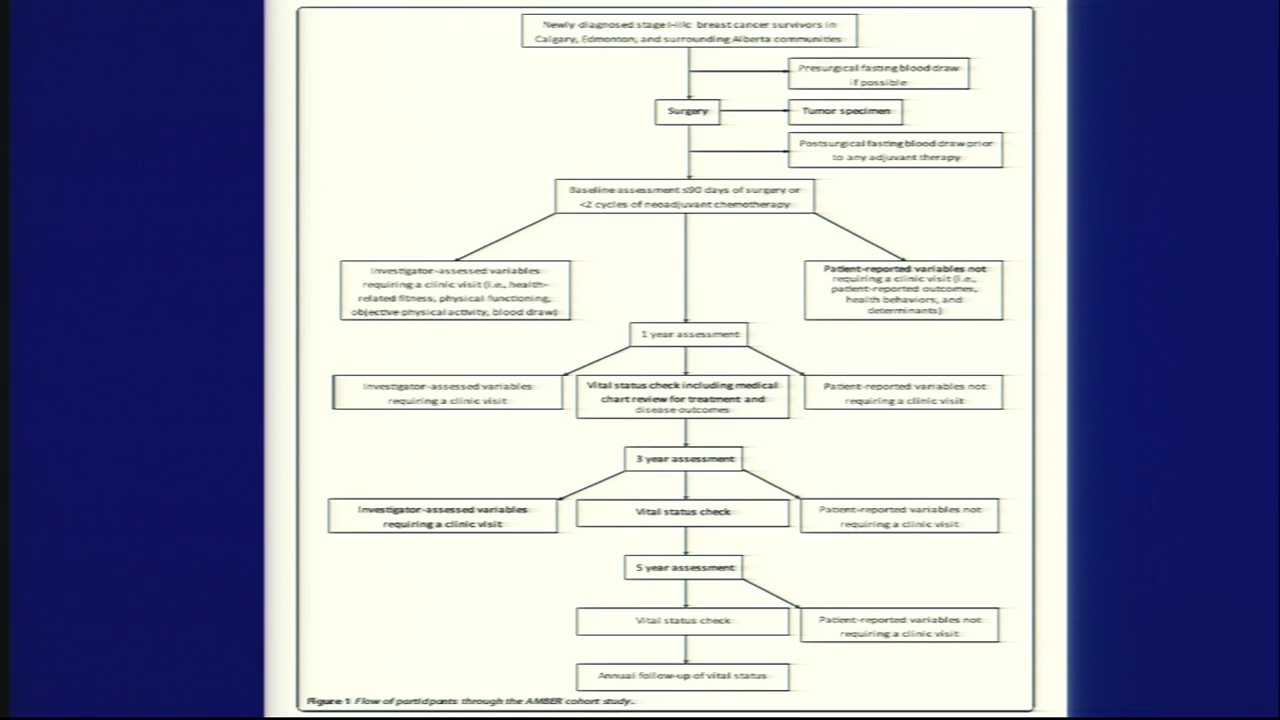 Newly diagnosed stage I-IIIc breast cancer survivors in
Calgary, Edmonton, and surrounding Alberta communities
Presurgical fasting blood draw
if possible
Surgery
Tumor specimen
Postsurgical fasting blood draw prior
to any adjuvant therapy
Baseline assessment ≤90 days of surgery or
<2 cycles of neoadjuvant chemotherapy
Investigator-assessed variables
requiring a clinic visit (i.e., health-
related fitness, physical functioning,
objective physical activity, blood draw)
Patient-reported variables not
requiring a clinic visit (i.e.,
patient-reported outcomes,
health behaviors, and
determinants)
1 year assessment
Investigator-assessed variables
requiring a clinic visit
Vital status check including medical
chart review for treatment and
disease outcomes
Patient-reported variables not
requiring a clinic visit
3 year assessment
Investigator-assessed variables
requiring a clinic visit
Vital status check
Patient-reported variables not
requiring a clinic visit
5 year assessment
Vital status check
Patient-reported variables not
requiring a clinic visit
Annual follow-up of vital status
Figure 1 Flow of participants through the AMBER cohort study.